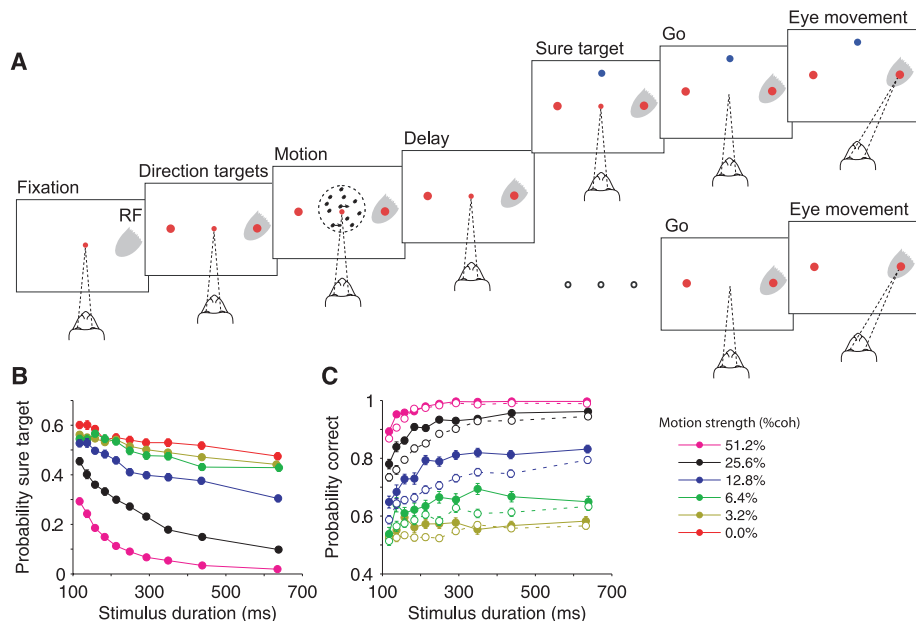 A
Fixation
RF
Direction targets
Motion
Delay
Sure target
Go
Eye movement
Go
Eye movement
B
Probability sure target
0.6
0.4
0.2
0
100
300
500
700
Stimulus duration (ms)
C
Probability correct
1
0.8
0.6
0.4
100
300
500
700
Stimulus duration (ms)
Motion strength (%coh)
51.2%
25.6%
12.8%
6.4%
3.2%
0.0%